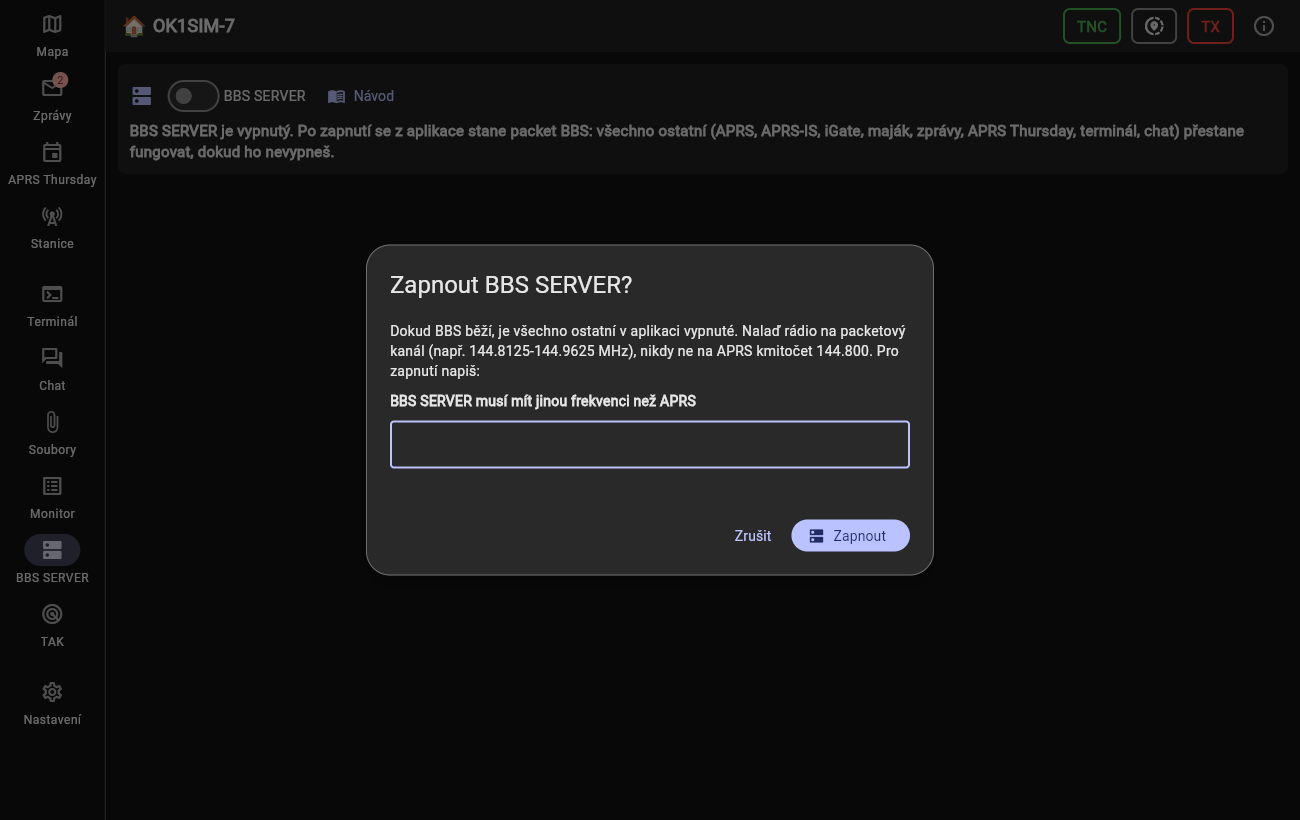 OK1SIM-7
TNC
TX
Mapa
2
Zprávy
APRS Thursday
Stanice
Terminál
Chat
Soubory
Monitor
BBS SERVER
TAK
Nastavení
BBS SERVER
Návod
BBS SERVER je vypnutý. Po zapnutí se z aplikace stane packet BBS: všechno ostatní (APRS, APRS-IS, iGate, maják, zprávy, APRS Thursday, terminál, chat) přestane
fungovat, dokud ho nevypneš.
Zapnout BBS SERVER?
Dokud BBS běží, je všechno ostatní v aplikaci vypnuté. Nalaď rádio na packetový
kanál (např. 144.8125-144.9625 MHz), nikdy ne na APRS kmitočet 144.800. Pro
zapnutí napiš:
BBS SERVER musí mít jinou frekvenci než APRS
Zrušit
Zapnout